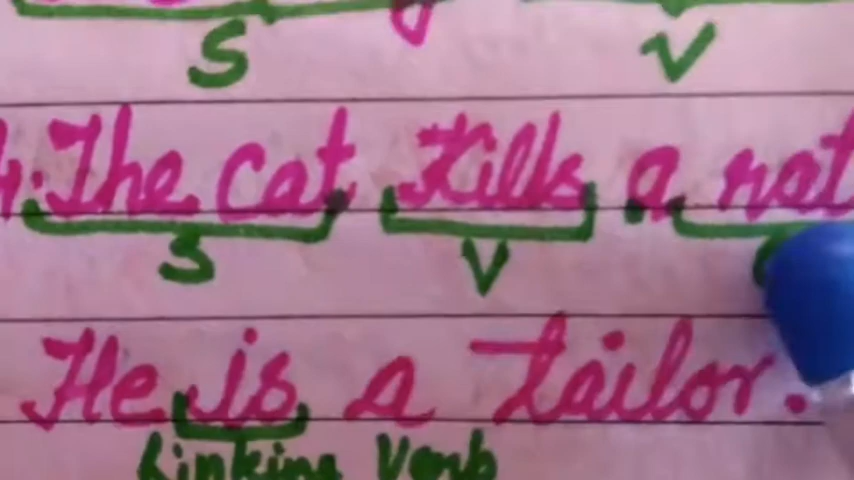 S V
4. The cat kills a rat
S V
He is a tailor.
Linking Verb